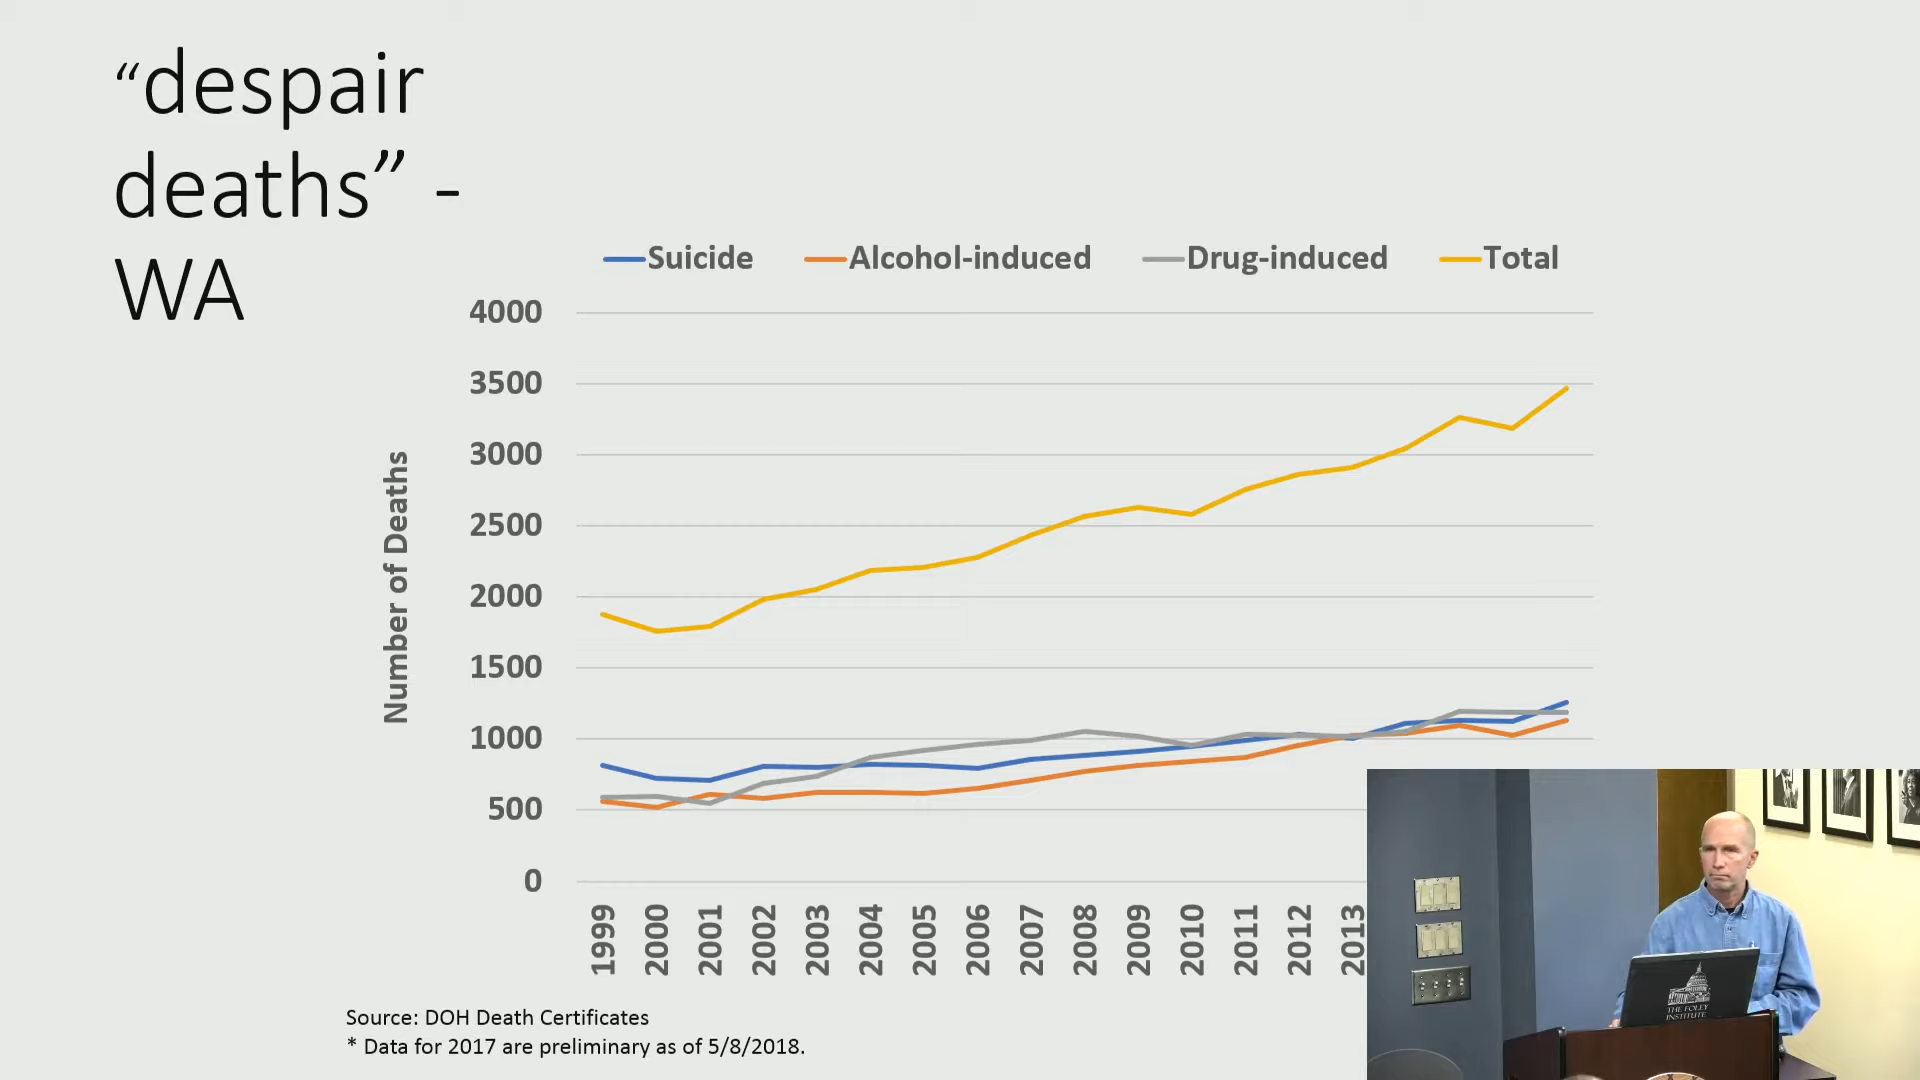 “despair
deaths” -
WA
Suicide
Alcohol-induced
Drug-induced
Total
4000
3500
3000
2500
2000
1500
1000
500
0
Number of Deaths
1999
2000
2001
2002
2003
2004
2005
2006
2007
2008
2009
2010
2011
2012
2013
Source: DOH Death Certificates
* Data for 2017 are preliminary as of 5/8/2018.
THE FOLEY
INSTITUTE